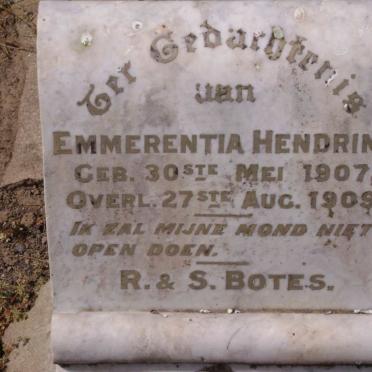 Ter Gedachtenis
aan
EMMERENTIA HENDRIN
GEB. 30STE MEI 1907
OVERL. 27STE AUG. 1909
IK ZAL MIJNE MOND NIET
OPEN DOEN.
R. & S. BOTES.